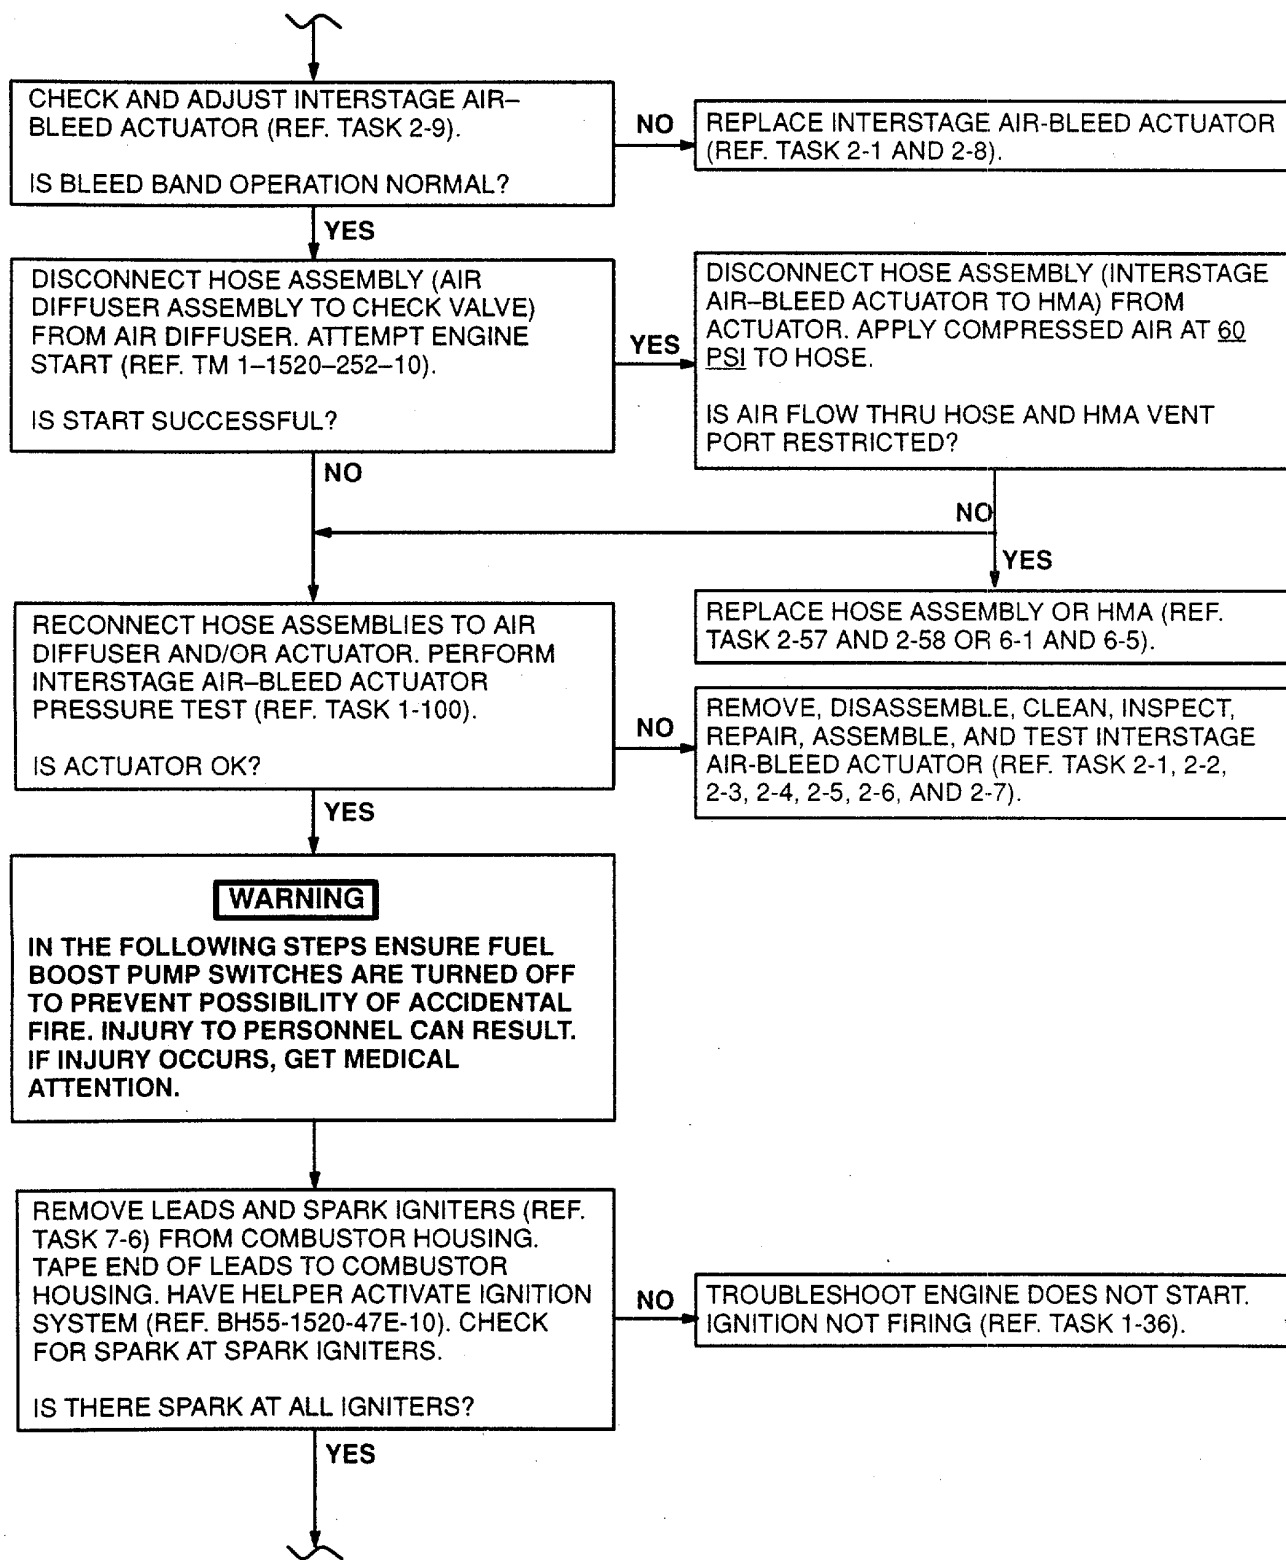 CHECK AND ADJUST INTERSTAGE AIR–
BLEED ACTUATOR (REF. TASK 2-9).
IS BLEED BAND OPERATION NORMAL?
NO
REPLACE INTERSTAGE AIR-BLEED ACTUATOR
(REF. TASK 2-1 AND 2-8).
YES
DISCONNECT HOSE ASSEMBLY (AIR
DIFFUSER ASSEMBLY TO CHECK VALVE)
FROM AIR DIFFUSER. ATTEMPT ENGINE
START (REF. TM 1–1520–252–10).
IS START SUCCESSFUL?
YES
DISCONNECT HOSE ASSEMBLY (INTERSTAGE
AIR–BLEED ACTUATOR TO HMA) FROM
ACTUATOR. APPLY COMPRESSED AIR AT 60
PSI TO HOSE.
IS AIR FLOW THRU HOSE AND HMA VENT
PORT RESTRICTED?
NO
NO
YES
REPLACE HOSE ASSEMBLY OR HMA (REF.
TASK 2-57 AND 2-58 OR 6-1 AND 6-5).
RECONNECT HOSE ASSEMBLIES TO AIR
DIFFUSER AND/OR ACTUATOR. PERFORM
INTERSTAGE AIR–BLEED ACTUATOR
PRESSURE TEST (REF. TASK 1-100).
IS ACTUATOR OK?
NO
REMOVE, DISASSEMBLE, CLEAN, INSPECT,
REPAIR, ASSEMBLE, AND TEST INTERSTAGE
AIR-BLEED ACTUATOR (REF. TASK 2-1, 2-2,
2-3, 2-4, 2-5, 2-6, AND 2-7).
YES
WARNING
IN THE FOLLOWING STEPS ENSURE FUEL
BOOST PUMP SWITCHES ARE TURNED OFF
TO PREVENT POSSIBILITY OF ACCIDENTAL
FIRE. INJURY TO PERSONNEL CAN RESULT.
IF INJURY OCCURS, GET MEDICAL
ATTENTION.
REMOVE LEADS AND SPARK IGNITERS (REF.
TASK 7-6) FROM COMBUSTOR HOUSING.
TAPE END OF LEADS TO COMBUSTOR
HOUSING. HAVE HELPER ACTIVATE IGNITION
SYSTEM (REF. BH55-1520-47E-10). CHECK
FOR SPARK AT SPARK IGNITERS.
IS THERE SPARK AT ALL IGNITERS?
NO
TROUBLESHOOT ENGINE DOES NOT START.
IGNITION NOT FIRING (REF. TASK 1-36).
YES